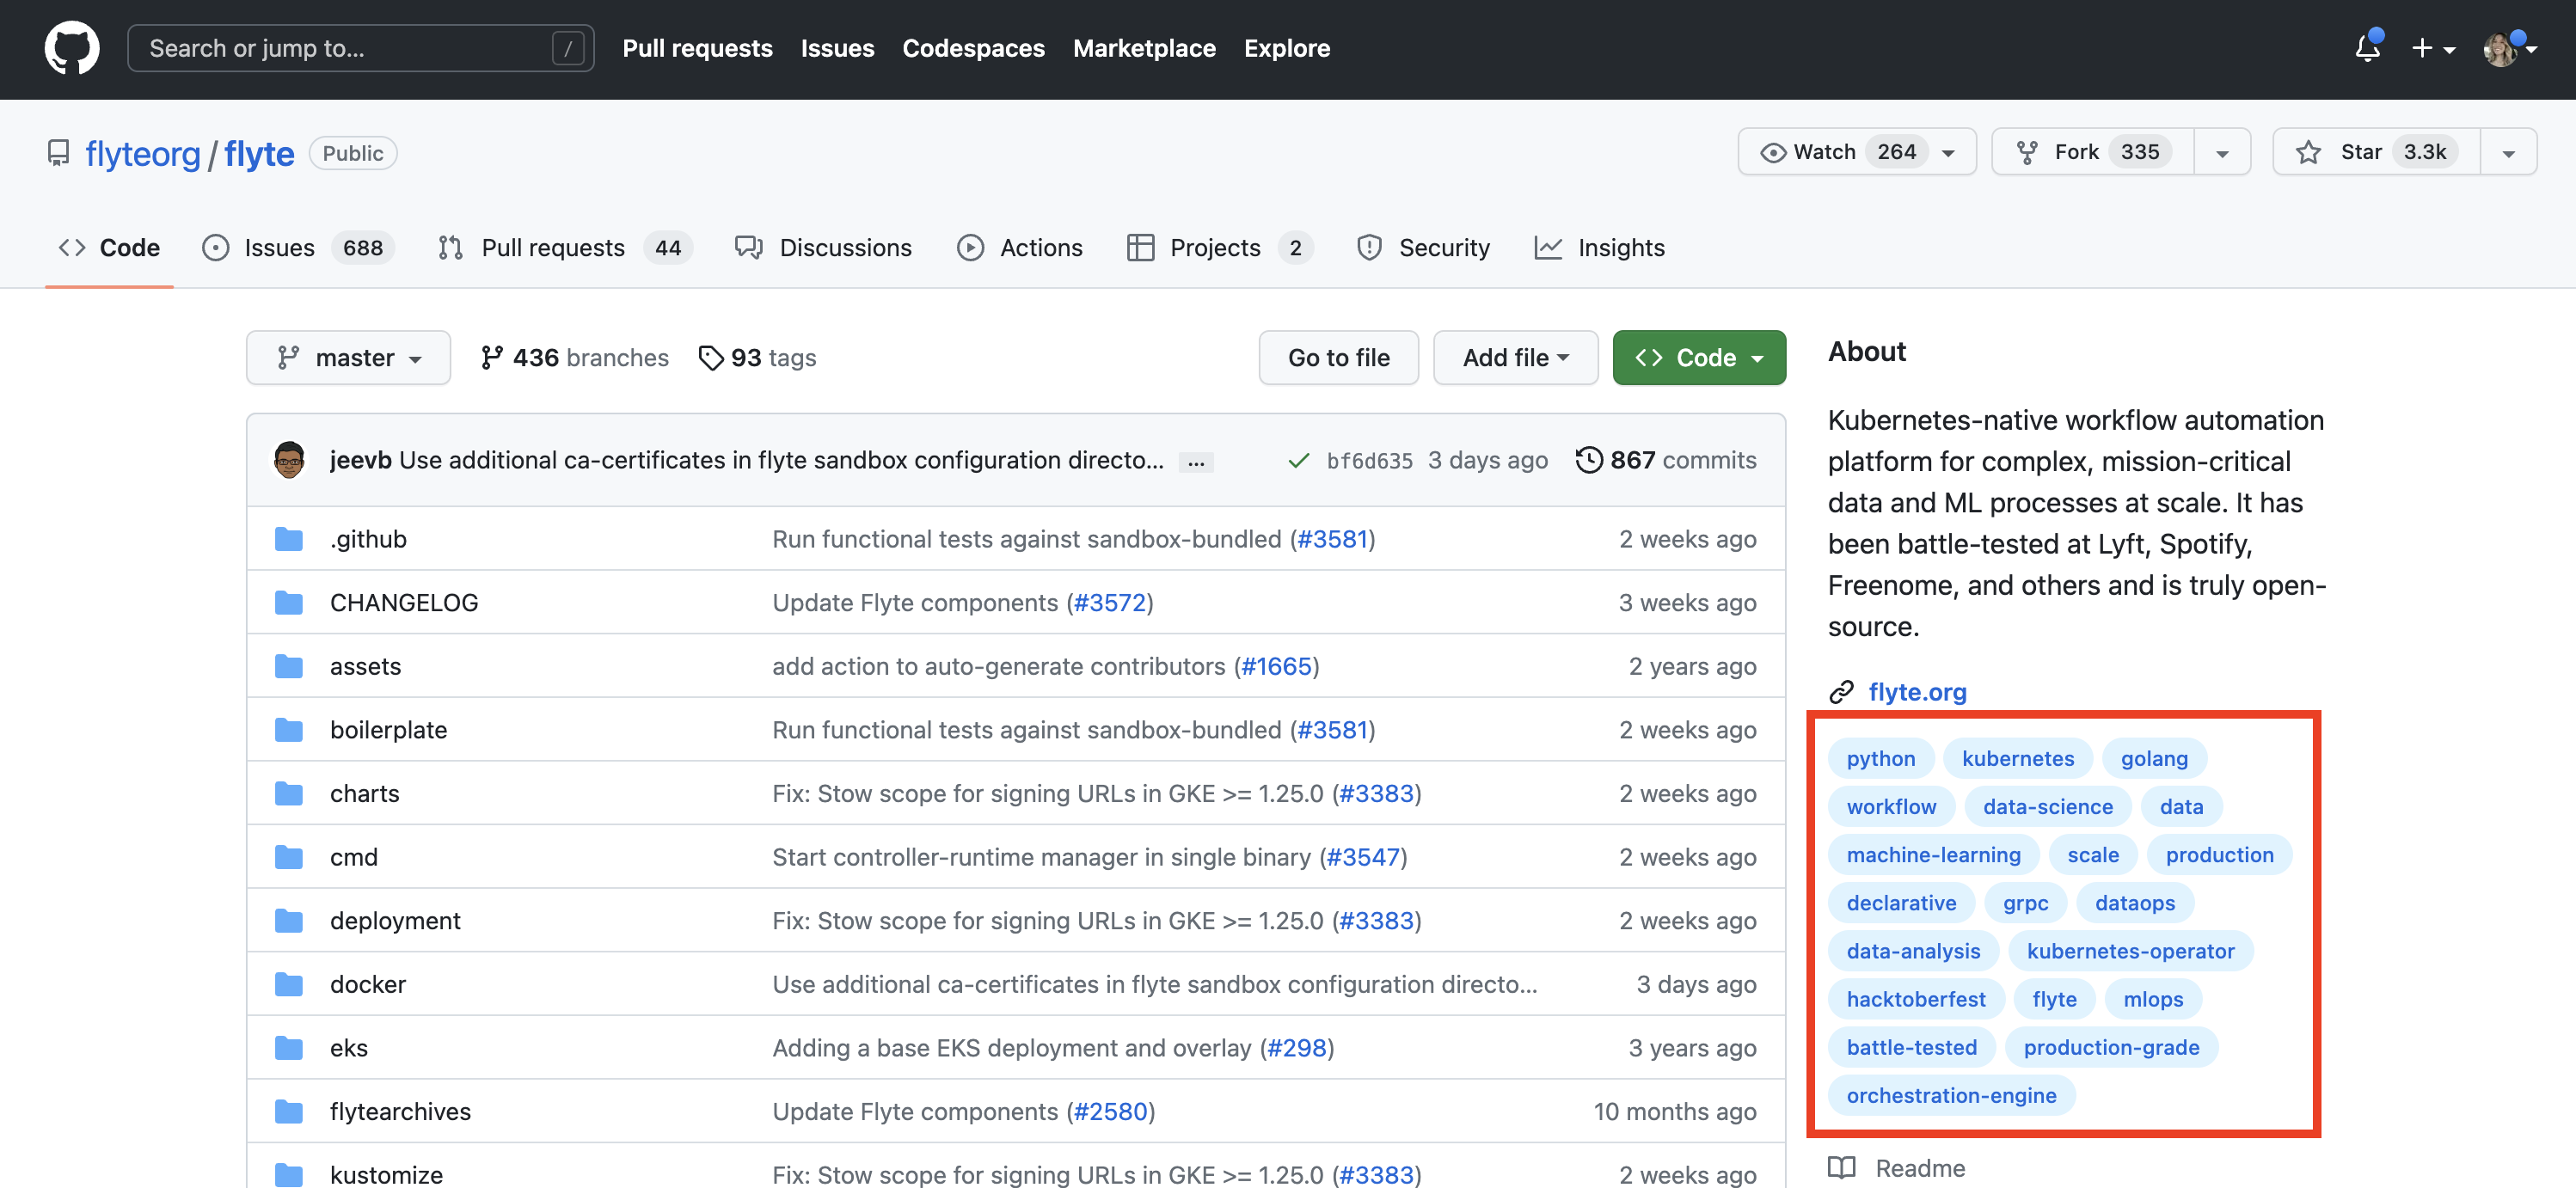 Search or jump to... /
Pull requests Issues Codespaces Marketplace Explore
flyteorg / flyte Public
Watch 264 Fork 335 Star 3.3k
Code Issues 688 Pull requests 44 Discussions Actions Projects 2 Security Insights
master 436 branches 93 tags
Go to file Add file Code
jeevb Use additional ca-certificates in flyte sandbox configuration directo... ... bf6d635 3 days ago 867 commits
.github Run functional tests against sandbox-bundled (#3581) 2 weeks ago
CHANGELOG Update Flyte components (#3572) 3 weeks ago
assets add action to auto-generate contributors (#1665) 2 years ago
boilerplate Run functional tests against sandbox-bundled (#3581) 2 weeks ago
charts Fix: Stow scope for signing URLs in GKE >= 1.25.0 (#3383) 2 weeks ago
cmd Start controller-runtime manager in single binary (#3547) 2 weeks ago
deployment Fix: Stow scope for signing URLs in GKE >= 1.25.0 (#3383) 2 weeks ago
docker Use additional ca-certificates in flyte sandbox configuration directo... 3 days ago
eks Adding a base EKS deployment and overlay (#298) 3 years ago
flytearchives Update Flyte components (#2580) 10 months ago
kustomize Fix: Stow scope for signing URLs in GKE >= 1.25.0 (#3383) 2 weeks ago
About
Kubernetes-native workflow automation
platform for complex, mission-critical
data and ML processes at scale. It has
been battle-tested at Lyft, Spotify,
Freenome, and others and is truly open-
source.
flyte.org
python kubernetes golang
workflow data-science data
machine-learning scale production
declarative grpc dataops
data-analysis kubernetes-operator
hacktoberfest flyte mlops
battle-tested production-grade
orchestration-engine
Readme